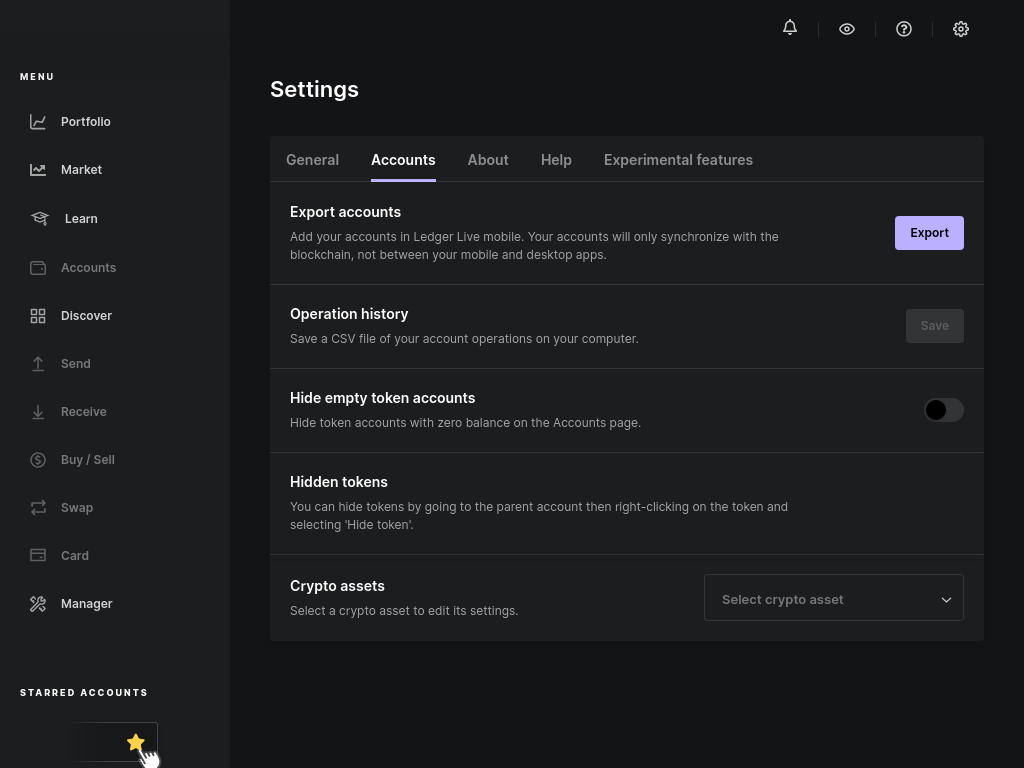 MENU
Portfolio
Market
Learn
Accounts
Discover
Send
Receive
Buy / Sell
Swap
Card
Manager
STARRED ACCOUNTS
Settings
General Accounts About Help Experimental features
Export accounts
Add your accounts in Ledger Live mobile. Your accounts will only synchronize with the
blockchain, not between your mobile and desktop apps.
Export
Operation history
Save a CSV file of your account operations on your computer.
Save
Hide empty token accounts
Hide token accounts with zero balance on the Accounts page.
Hidden tokens
You can hide tokens by going to the parent account then right-clicking on the token and
selecting 'Hide token'.
Crypto assets
Select a crypto asset to edit its settings.
Select crypto asset